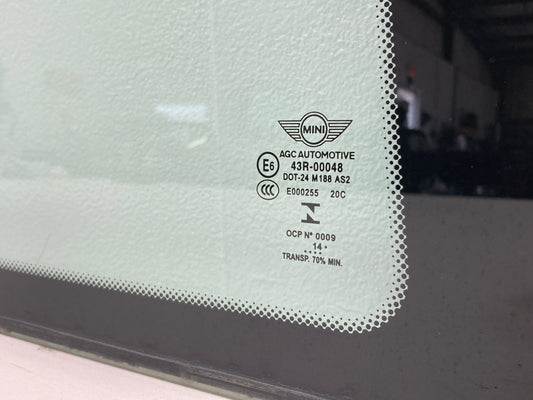 MINI
AGC AUTOMOTIVE
E6 43R-00048
DOT-24 M188 AS2
CCC E000255 20C
OCP Nº 0009
14
TRANSP. 70% MIN.